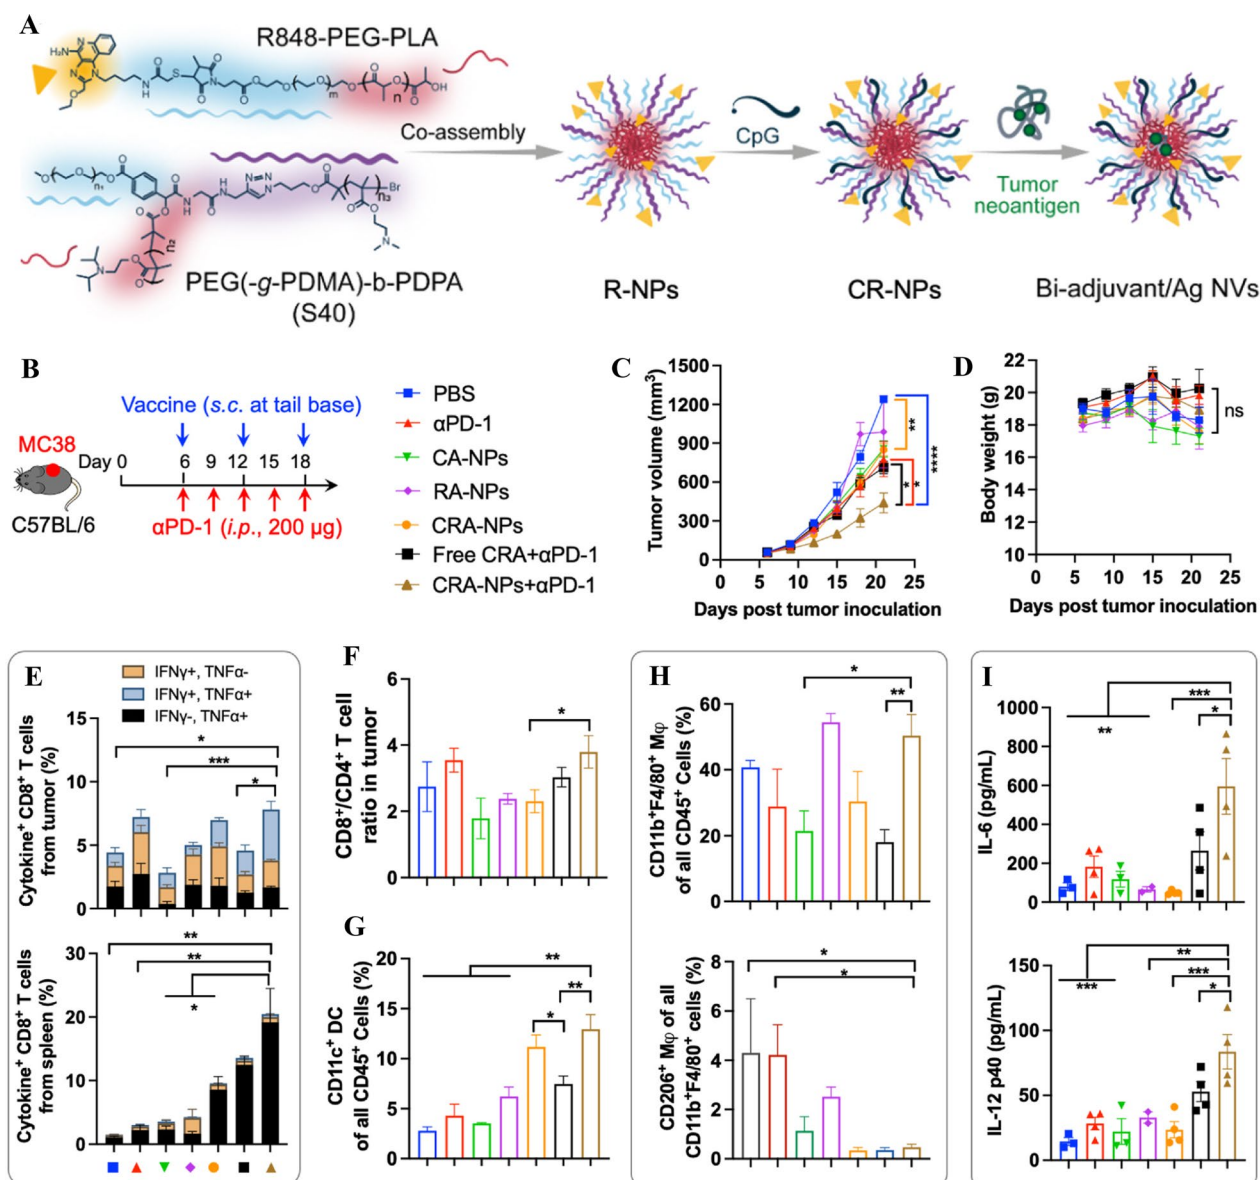 A
R848-PEG-PLA
H₂N
N
N
N
O
N
H
O
S
O
N
O
O
O
O
m
O
O
n
O
OH
Co-assembly
CpG
Tumor
neoantigen
PEG(-g-PDMA)-b-PDPA
(S40)
n₁
n₂
n₃
Br
R-NPs
CR-NPs
Bi-adjuvant/Ag NVs
B
Vaccine (s.c. at tail base)
MC38
Day 0 6 9 12 15 18
C57BL/6
αPD-1 (i.p., 200 μg)
PBS
αPD-1
CA-NPs
RA-NPs
CRA-NPs
Free CRA+αPD-1
CRA-NPs+αPD-1
C
Tumor volume (mm³)
1500
1200
900
600
300
0
0 5 10 15 20 25
Days post tumor inoculation
**
****
*
*
D
Body weight (g)
22
20
18
16
14
12
10
0 5 10 15 20 25
Days post tumor inoculation
ns
E
IFNγ+, TNFα-
IFNγ+, TNFα+
IFNγ-, TNFα+
Cytokine⁺ CD8⁺ T cells
from tumor (%)
15
10
5
0
*
***
*
Cytokine⁺ CD8⁺ T cells
from spleen (%)
30
20
10
0
**
**
*
F
CD8⁺/CD4⁺ T cell
ratio in tumor
6
4
2
0
*
G
CD11c⁺ DC
of all CD45⁺ Cells (%)
20
15
10
5
0
**
**
*
H
CD11b⁺F4/80⁺ Mφ
of all CD45⁺ Cells (%)
60
40
20
0
*
**
CD206⁺ Mφ of all
CD11b⁺F4/80⁺ cells (%)
8
6
4
2
0
*
*
I
IL-6 (pg/mL)
1000
800
600
400
200
0
***
**
*
IL-12 p40 (pg/mL)
150
100
50
0
**
***
***
*